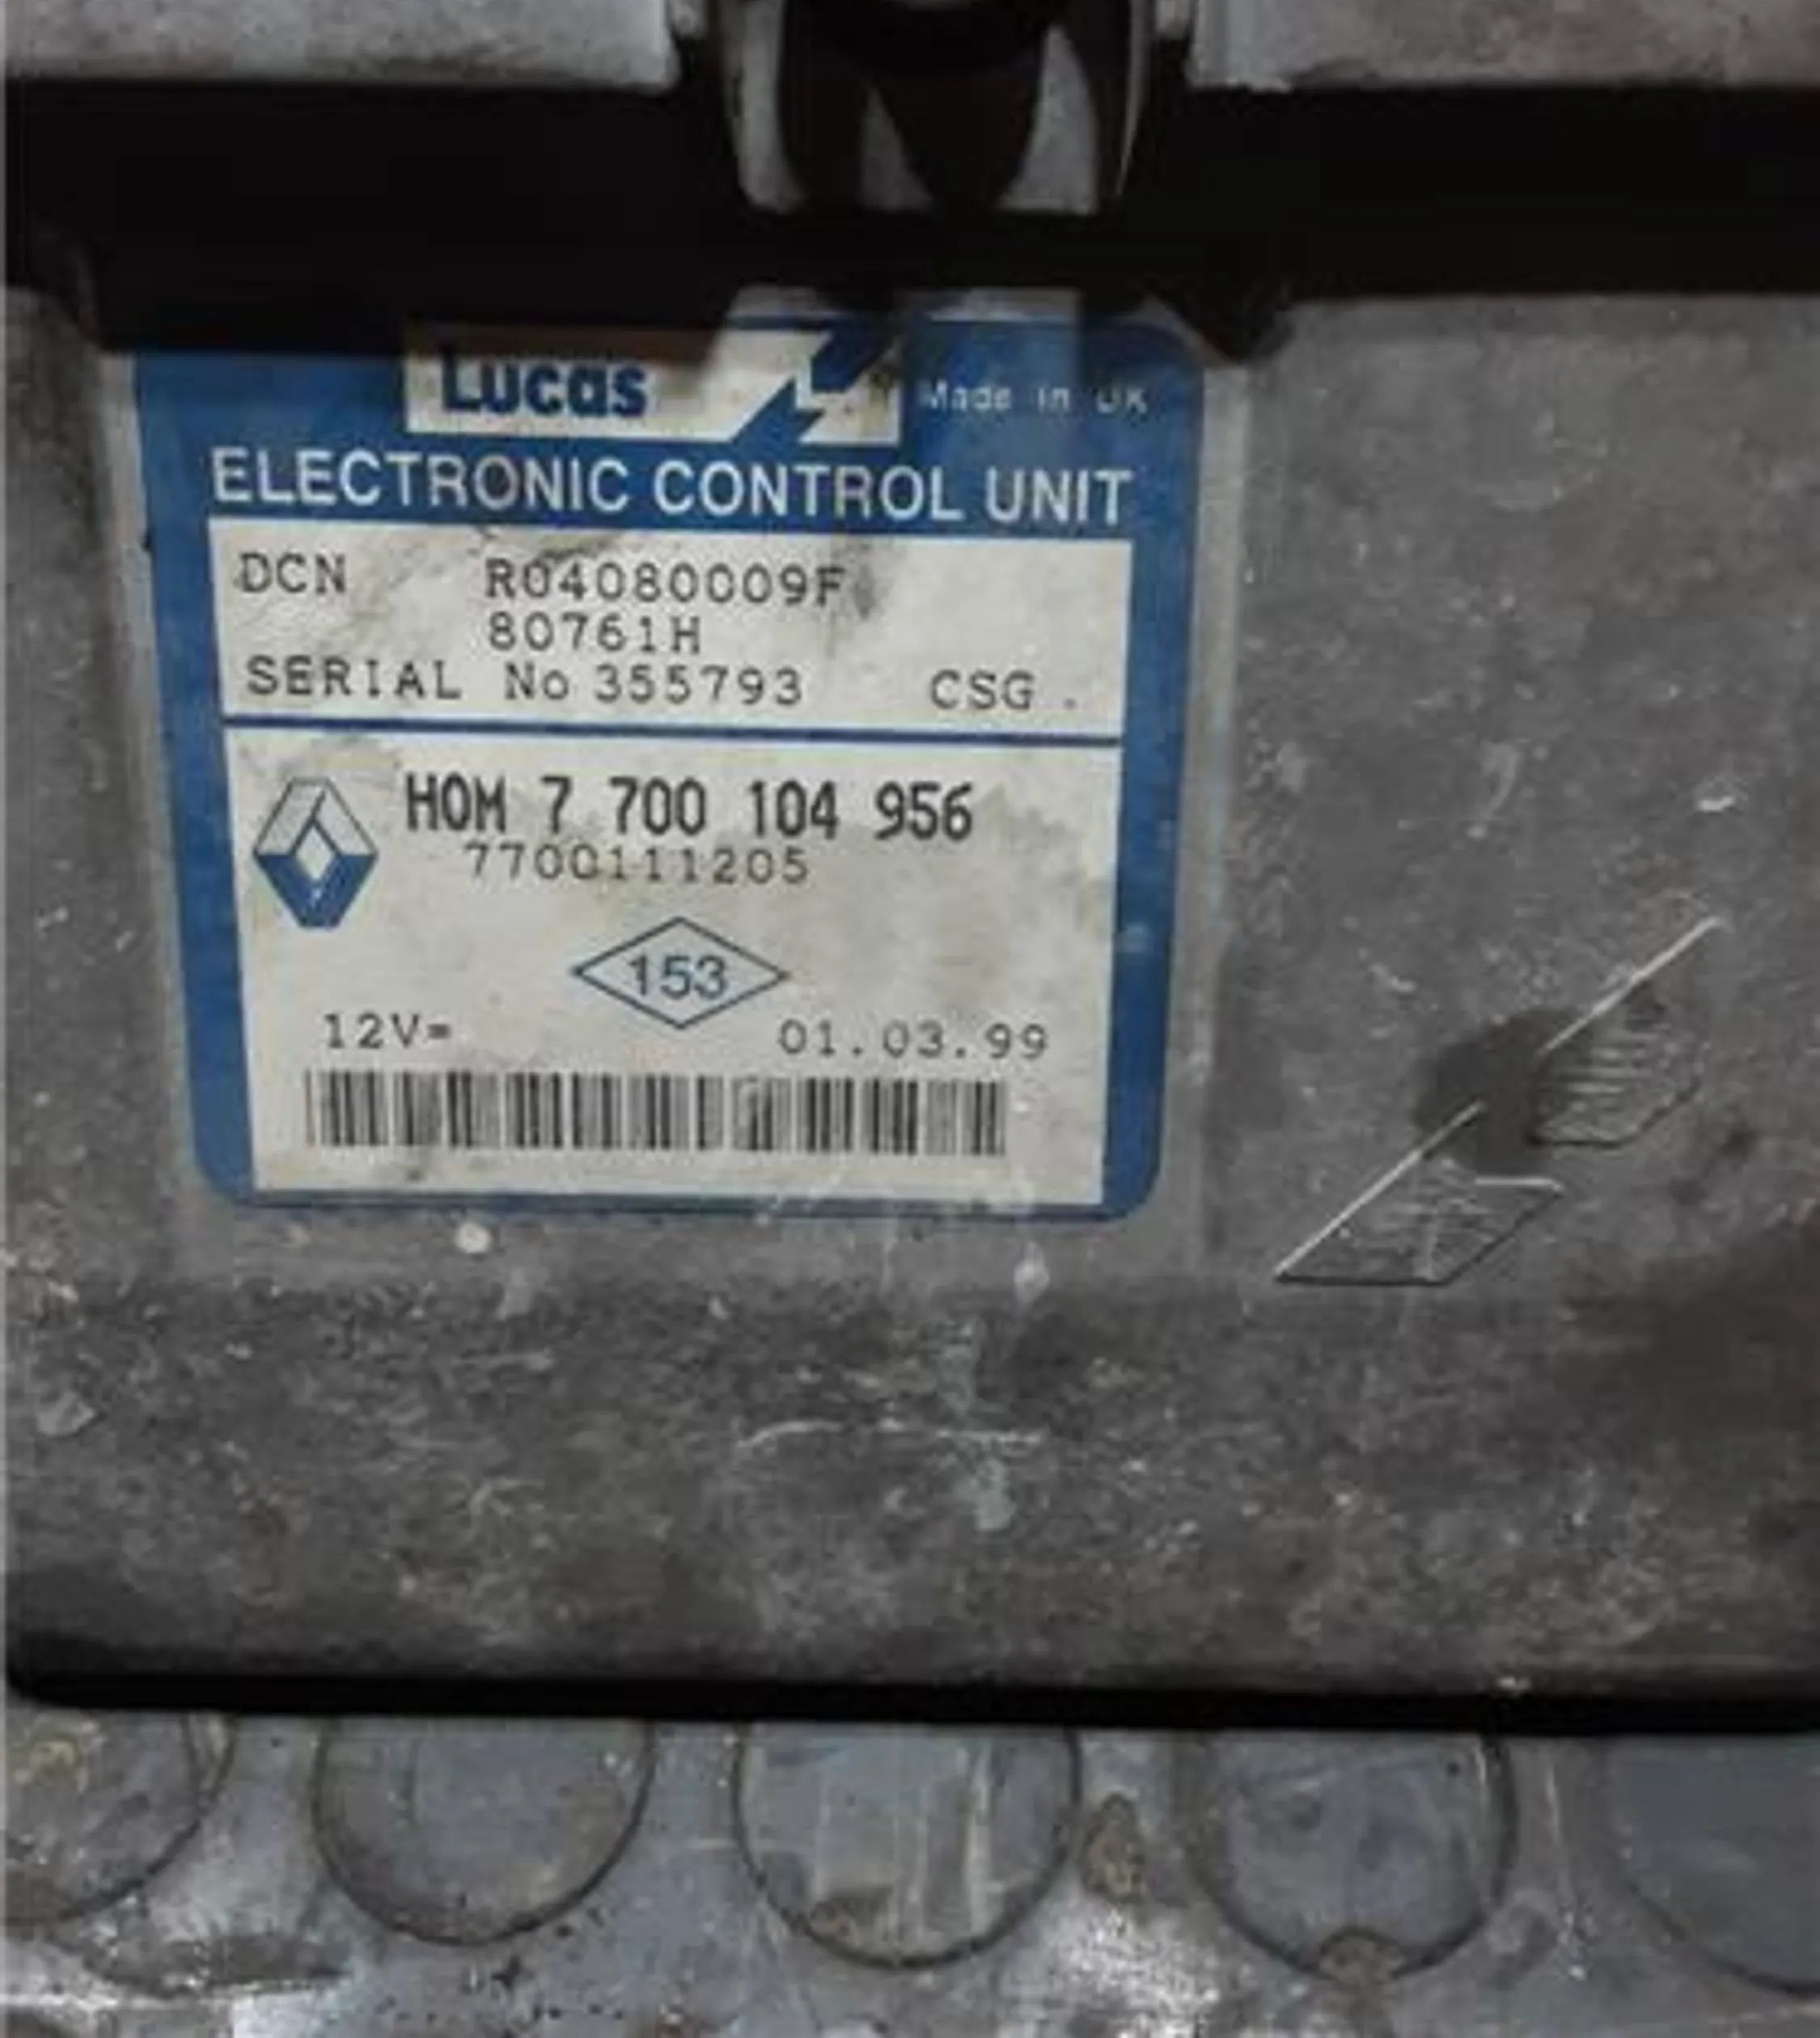 Lucas Made in UK
ELECTRONIC CONTROL UNIT
DCN R04080009F
80761H
SERIAL No 355793 CSG .
HOM 7 700 104 956
7700111205
153
12V= 01.03.99